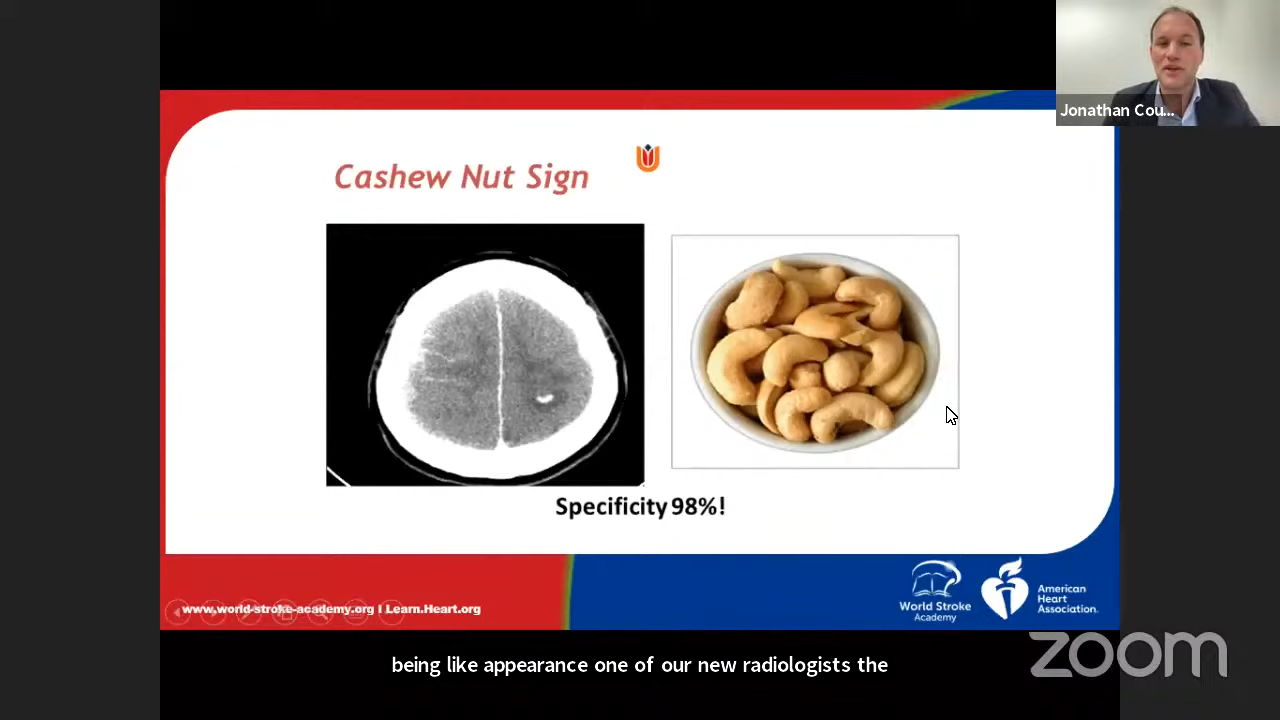 Jonathan Cou...
Cashew Nut Sign
Specificity 98%!
www.world-stroke-academy.org I Learn.Heart.org
World Stroke
Academy
American
Heart
Association.
being like appearance one of our new radiologists the
zoom